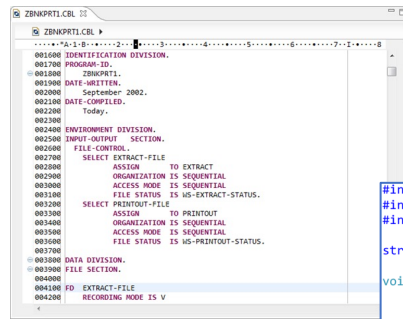 ZBNKPRT1.CBL
ZBNKPRT1.CBL
····*·*A·1·B··•····2···•····3····•····4····•····5····•····6····•····7··I·•····8
001600 IDENTIFICATION DIVISION.
001700 PROGRAM-ID.
001800 ZBNKPRT1.
001900 DATE-WRITTEN.
002000 September 2002.
002100 DATE-COMPILED.
002200 Today.
002300
002400 ENVIRONMENT DIVISION.
002500 INPUT-OUTPUT SECTION.
002600 FILE-CONTROL.
002700 SELECT EXTRACT-FILE
002800 ASSIGN TO EXTRACT
002900 ORGANIZATION IS SEQUENTIAL
003000 ACCESS MODE IS SEQUENTIAL
003100 FILE STATUS IS WS-EXTRACT-STATUS.
003200 SELECT PRINTOUT-FILE
003300 ASSIGN TO PRINTOUT
003400 ORGANIZATION IS SEQUENTIAL
003500 ACCESS MODE IS SEQUENTIAL
003600 FILE STATUS IS WS-PRINTOUT-STATUS.
003700
003800 DATA DIVISION.
003900 FILE SECTION.
004000
004100 FD EXTRACT-FILE
004200 RECORDING MODE IS V
#in
#in
#in
str
voi